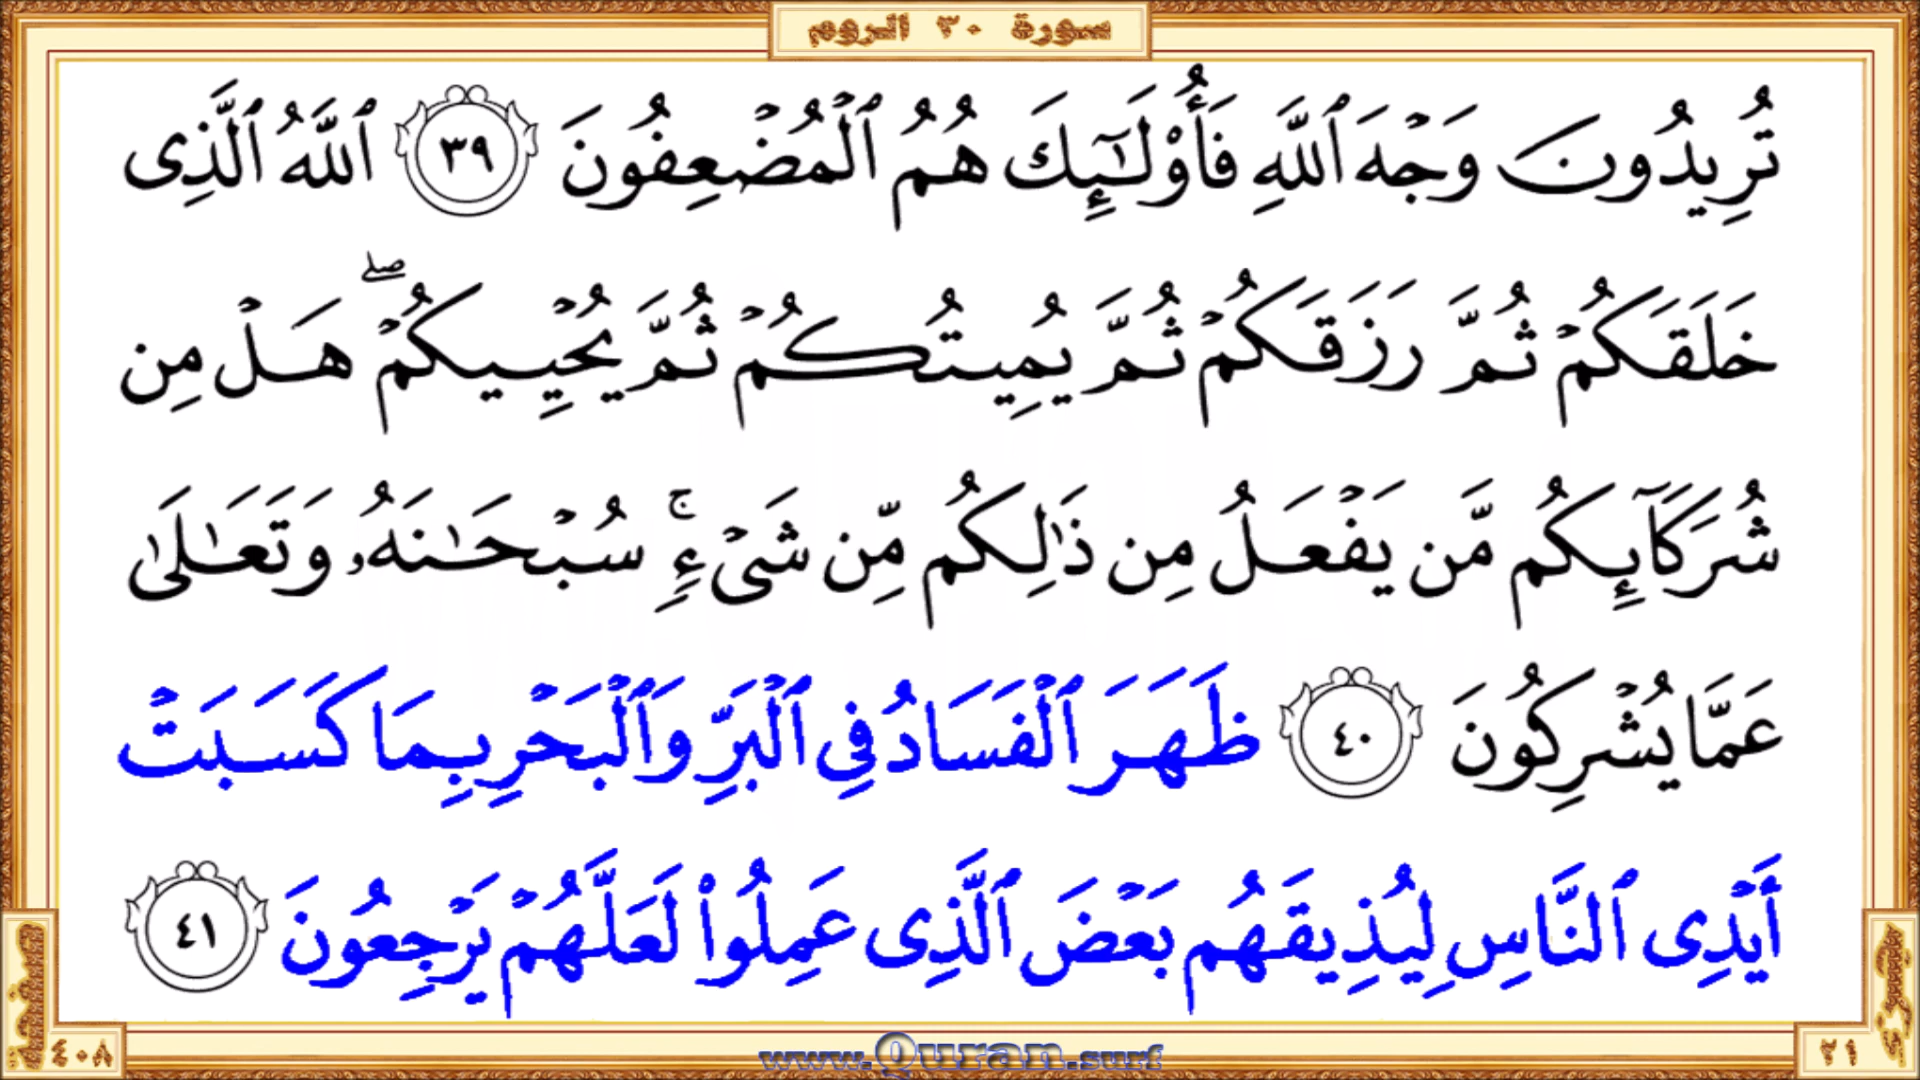 سورة ٣٠ الروم
تُرِيدُونَ وَجْهَ ٱللَّهِ فَأُو۟لَـٰٓئِكَ هُمُ ٱلْمُضْعِفُونَ ٣٩ ٱللَّهُ ٱلَّذِى
خَلَقَكُمْ ثُمَّ رَزَقَكُمْ ثُمَّ يُمِيتُكُمْ ثُمَّ يُحْيِيكُمْ ۖ هَلْ مِن
شُرَكَآئِكُم مَّن يَفْعَلُ مِن ذَٰلِكُم مِّن شَىْءٍ ۚ سُبْحَـٰنَهُۥ وَتَعَـٰلَىٰ
عَمَّا يُشْرِكُونَ ٤٠ ظَهَرَ ٱلْفَسَادُ فِى ٱلْبَرِّ وَٱلْبَحْرِ بِمَا كَسَبَتْ
أَيْدِى ٱلنَّاسِ لِيُذِيقَهُم بَعْضَ ٱلَّذِى عَمِلُوا۟ لَعَلَّهُمْ يَرْجِعُونَ ٤١
صفحة ٤٠٨
٢١
www.Quran.surf